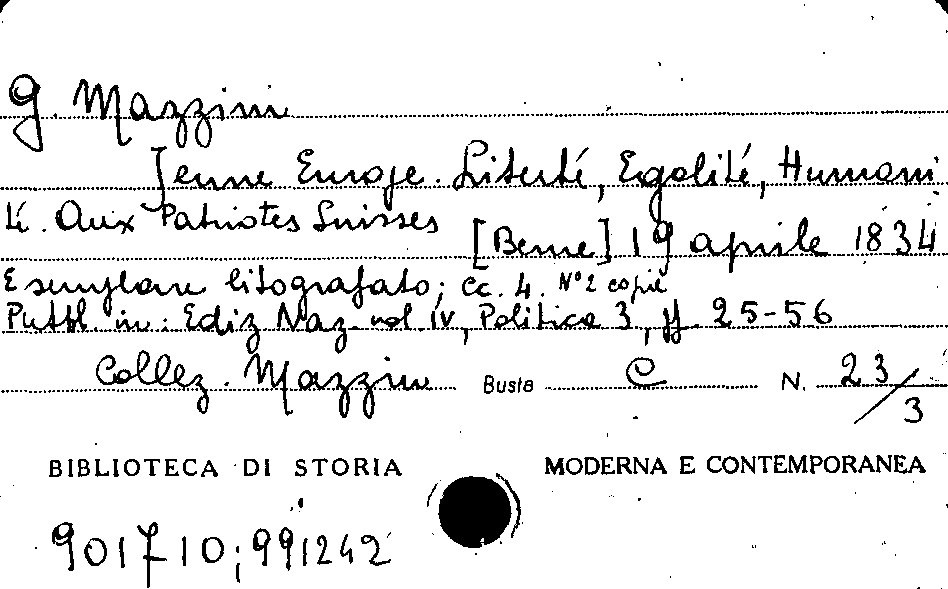 G. Mazzini
Jeune Europe. Liberté, Egalité, Humani
té. Aux Patriotes Suisses
[Berne] 19 aprile 1834
Esemplare litografato; cc. 4. N°2 copie
Pubbl. in: Ediz. Naz. vol IV, Politica 3, pp. 25-56
Collez. Mazzini Busta C N. 23/3
BIBLIOTECA DI STORIA MODERNA E CONTEMPORANEA
901710; 991242